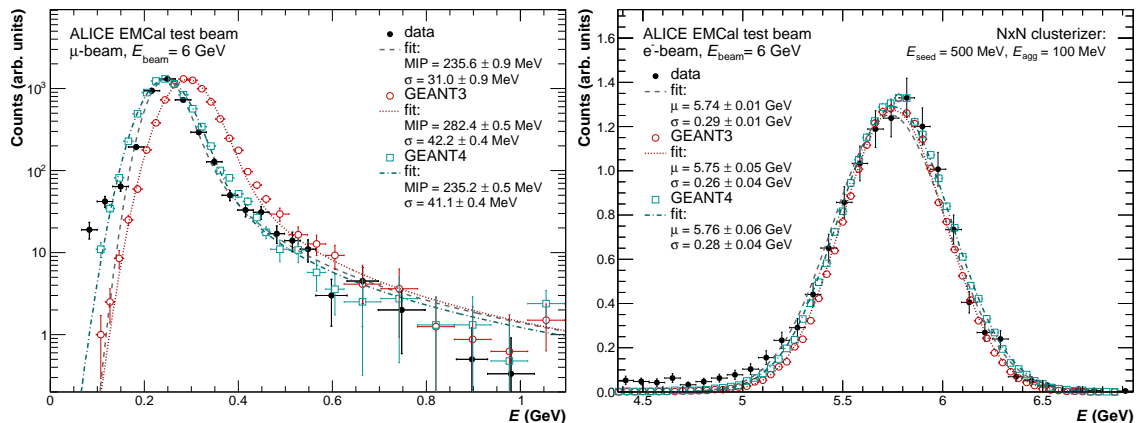 ALICE EMCal test beam
μ-beam, E_beam = 6 GeV
data
fit:
MIP = 235.6 ± 0.9 MeV
σ = 31.0 ± 0.9 MeV
GEANT3
fit:
MIP = 282.4 ± 0.5 MeV
σ = 42.2 ± 0.4 MeV
GEANT4
fit:
MIP = 235.2 ± 0.5 MeV
σ = 41.1 ± 0.4 MeV
Counts (arb. units)
10³
10²
10
1
0
0.2
0.4
0.6
0.8
1
E (GeV)
ALICE EMCal test beam
e⁻-beam, E_beam = 6 GeV
NxN clusterizer:
E_seed = 500 MeV, E_agg = 100 MeV
data
fit:
μ = 5.74 ± 0.01 GeV
σ = 0.29 ± 0.01 GeV
GEANT3
fit:
μ = 5.75 ± 0.05 GeV
σ = 0.26 ± 0.04 GeV
GEANT4
fit:
μ = 5.76 ± 0.06 GeV
σ = 0.28 ± 0.04 GeV
Counts (arb. units)
1.6
1.4
1.2
1.0
0.8
0.6
0.4
0.2
0.0
4.5
5
5.5
6
6.5
E (GeV)